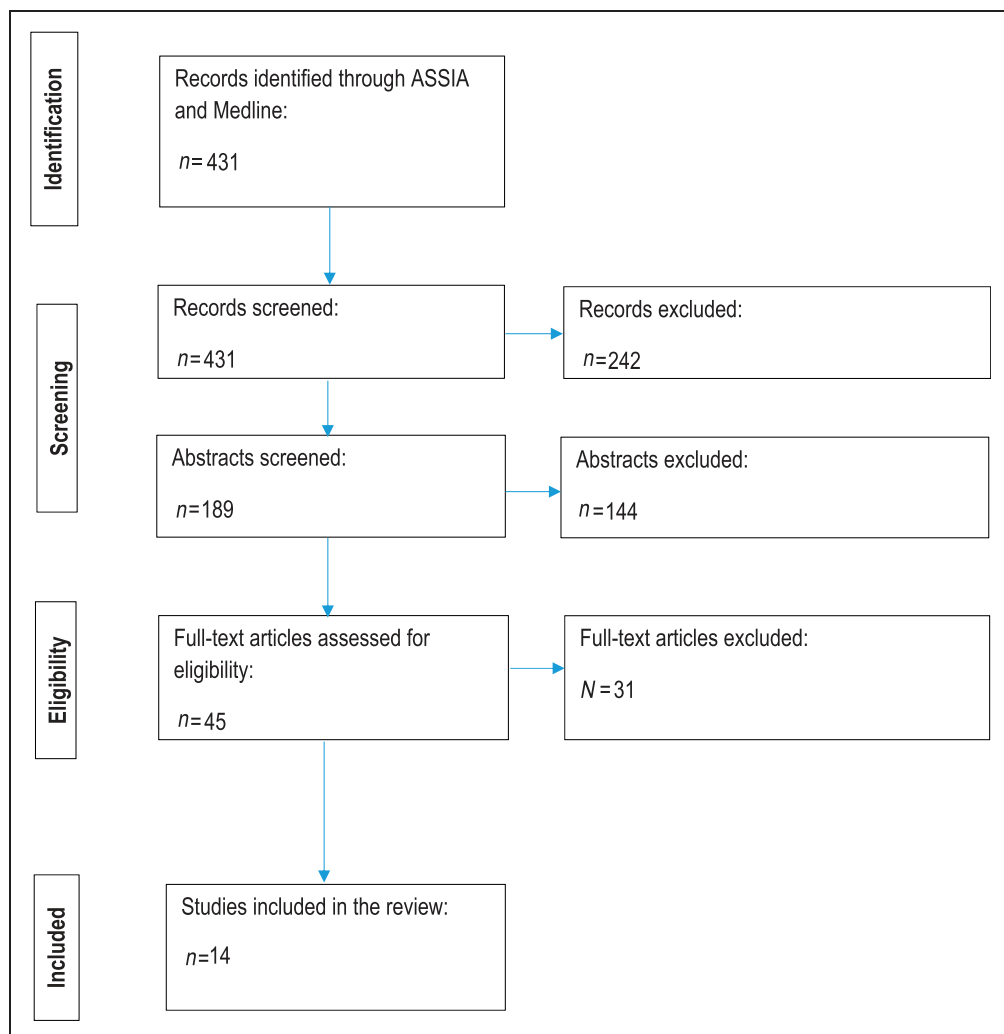 Identification
Records identified through ASSIA
and Medline:
n=431
Screening
Records screened:
n=431
Records excluded:
n=242
Abstracts screened:
n=189
Abstracts excluded:
n=144
Eligibility
Full-text articles assessed for
eligibility:
n=45
Full-text articles excluded:
N=31
Included
Studies included in the review:
n=14